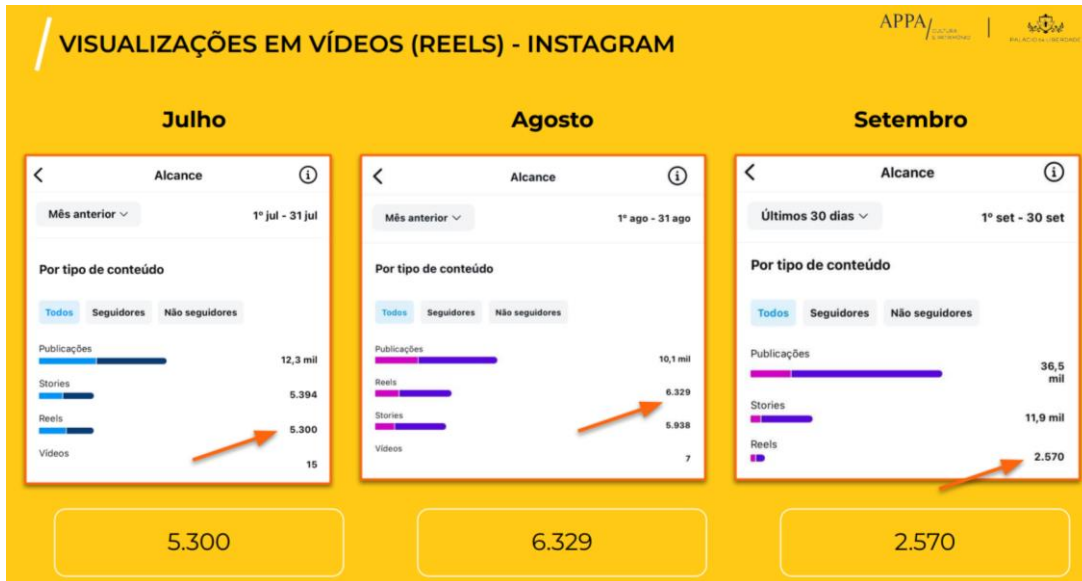 VISUALIZAÇÕES EM VÍDEOS (REELS) - INSTAGRAM
APPA
CULTURA
& PATRIMÔNIO
PALÁCIO DA LIBERDADE
Julho
Alcance
Mês anterior
1º jul - 31 jul
Por tipo de conteúdo
Todos Seguidores Não seguidores
Publicações
12,3 mil
Stories
5.394
Reels
5.300
Vídeos
15
5.300
Agosto
Alcance
Mês anterior
1º ago - 31 ago
Por tipo de conteúdo
Todos Seguidores Não seguidores
Publicações
10,1 mil
Reels
6.329
Stories
5.938
Vídeos
7
6.329
Setembro
Alcance
Últimos 30 dias
1º set - 30 set
Por tipo de conteúdo
Todos Seguidores Não seguidores
Publicações
36,5
mil
Stories
11,9 mil
Reels
2.570
2.570